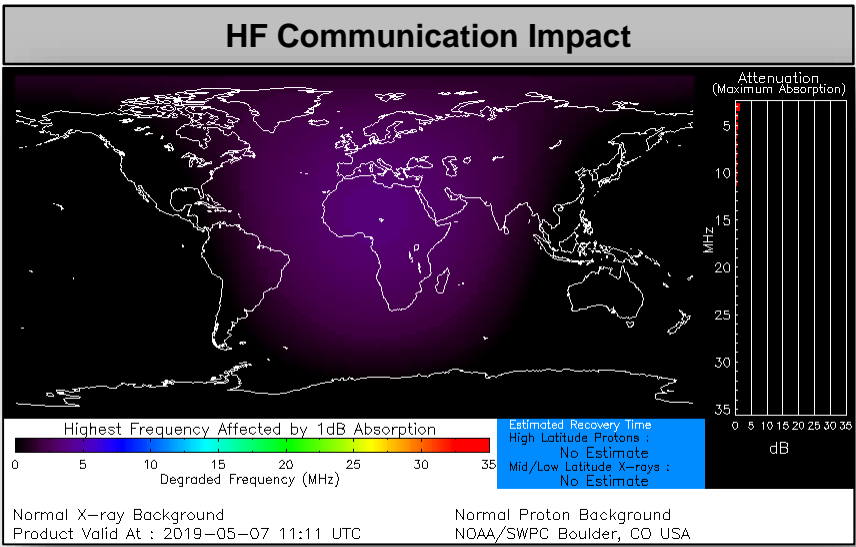 HF Communication Impact
Attenuation
(Maximum Absorption)
5
10
15
20
25
30
35
MHz
0 5 10 15 20 25 30 35
dB
Highest Frequency Affected by 1dB Absorption
0 5 10 15 20 25 30 35
Degraded Frequency (MHz)
Estimated Recovery Time
High Latitude Protons :
No Estimate
Mid/Low Latitude X-rays :
No Estimate
Normal X-ray Background
Product Valid At : 2019-05-07 11:11 UTC
Normal Proton Background
NOAA/SWPC Boulder, CO USA